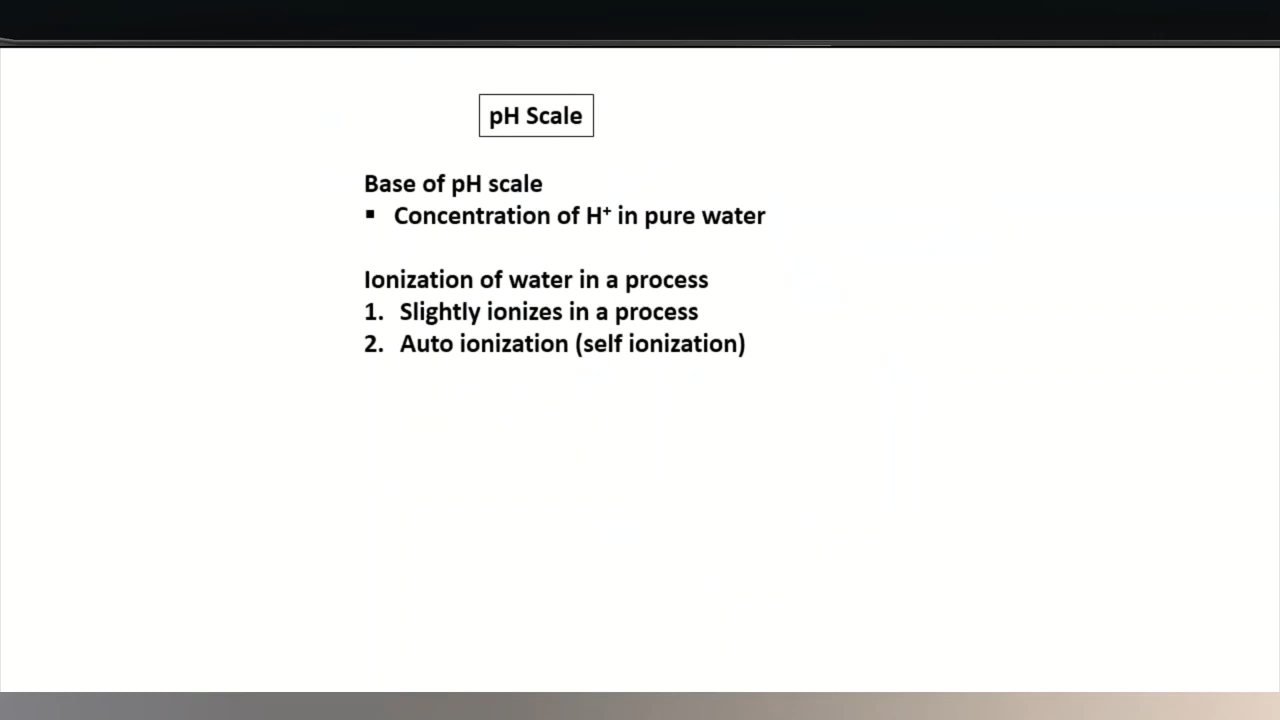 pH Scale
Base of pH scale
▪ Concentration of H⁺ in pure water
Ionization of water in a process
1. Slightly ionizes in a process
2. Auto ionization (self ionization)